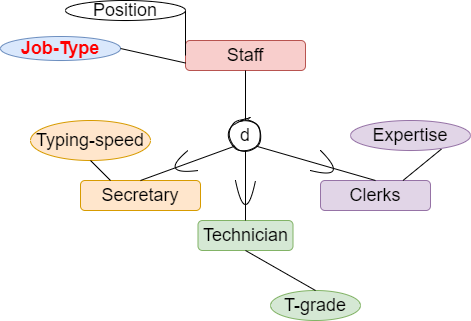 Position
Job-Type
Staff
d
Typing-speed
Expertise
Secretary
Clerks
Technician
T-grade